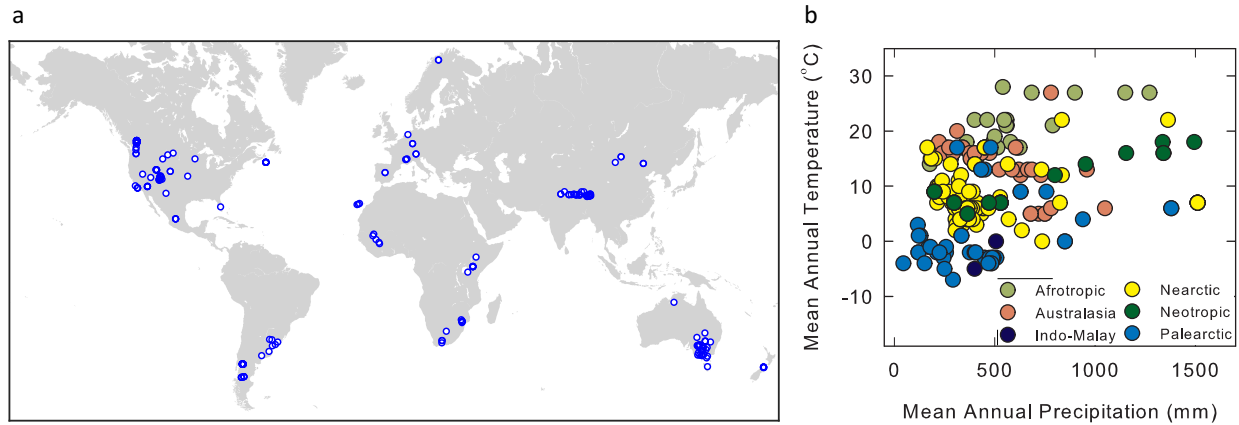 a
b
Mean Annual Temperature (°C)
30
20
10
0
-10
Afrotropic
Nearctic
Australasia
Neotropic
Indo-Malay
Palearctic
0
500
1000
1500
Mean Annual Precipitation (mm)